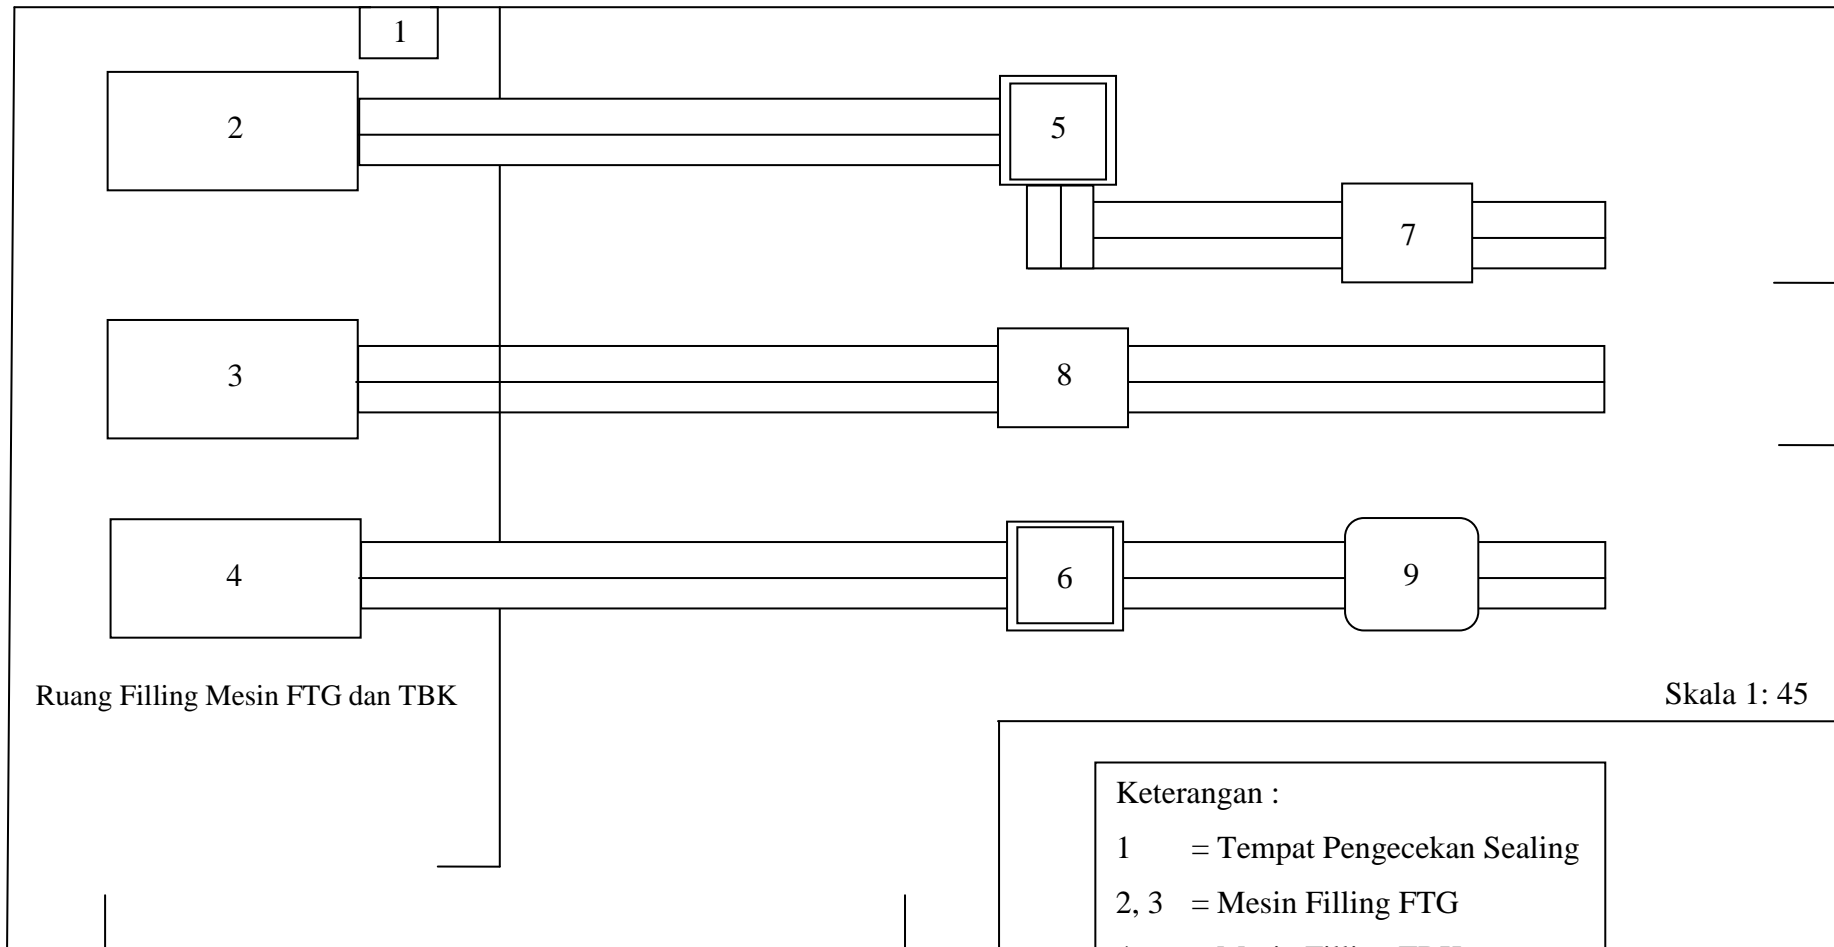 1
2
5
7
3
8
4
6
9
Ruang Filling Mesin FTG dan TBK
Skala 1: 45
Keterangan :
1 = Tempat Pengecekan Sealing
2, 3 = Mesin Filling FTG